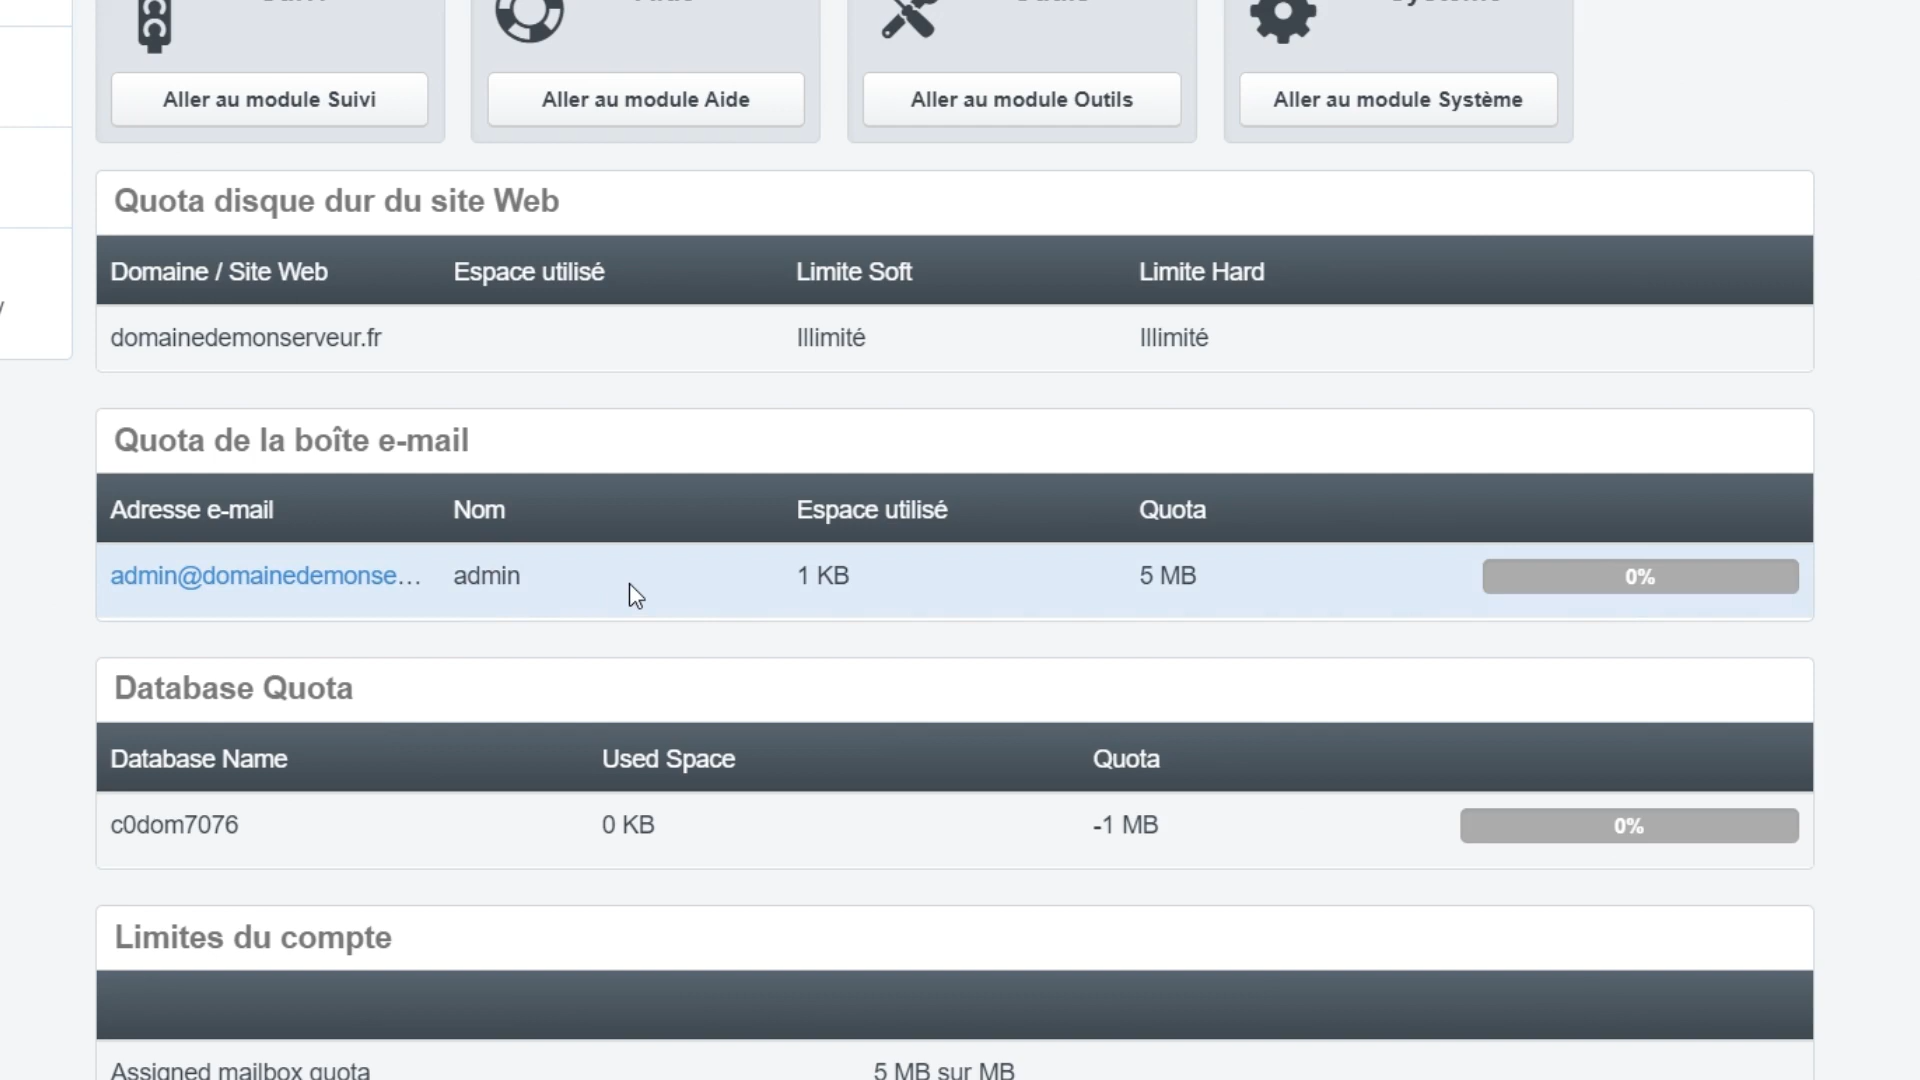 Aller au module Suivi
Aller au module Aide
Aller au module Outils
Aller au module Système
Quota disque dur du site Web
Domaine / Site Web Espace utilisé Limite Soft Limite Hard
domainedemonserveur.fr Illimité Illimité
Quota de la boîte e-mail
Adresse e-mail Nom Espace utilisé Quota
admin@domainedemonse... admin 1 KB 5 MB 0%
Database Quota
Database Name Used Space Quota
c0dom7076 0 KB -1 MB 0%
Limites du compte
Assigned mailbox quota 5 MB sur MB